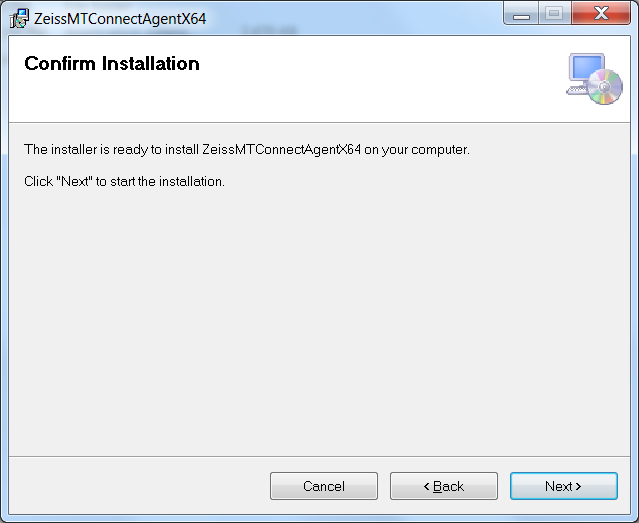 ZeissMTConnectAgentX64
Confirm Installation
The installer is ready to install ZeissMTConnectAgentX64 on your computer.
Click "Next" to start the installation.
Cancel
< Back
Next >